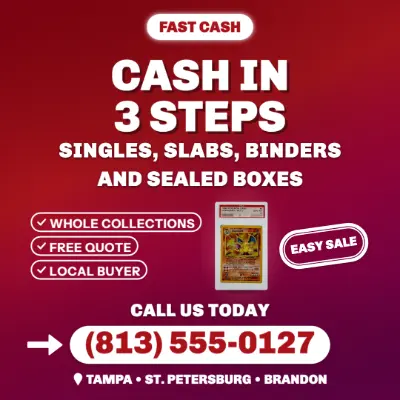 FAST CASH
CASH IN
3 STEPS
SINGLES, SLABS, BINDERS
AND SEALED BOXES
WHOLE COLLECTIONS
FREE QUOTE
LOCAL BUYER
EASY SALE
CALL US TODAY
(813) 555-0127
TAMPA • ST. PETERSBURG • BRANDON